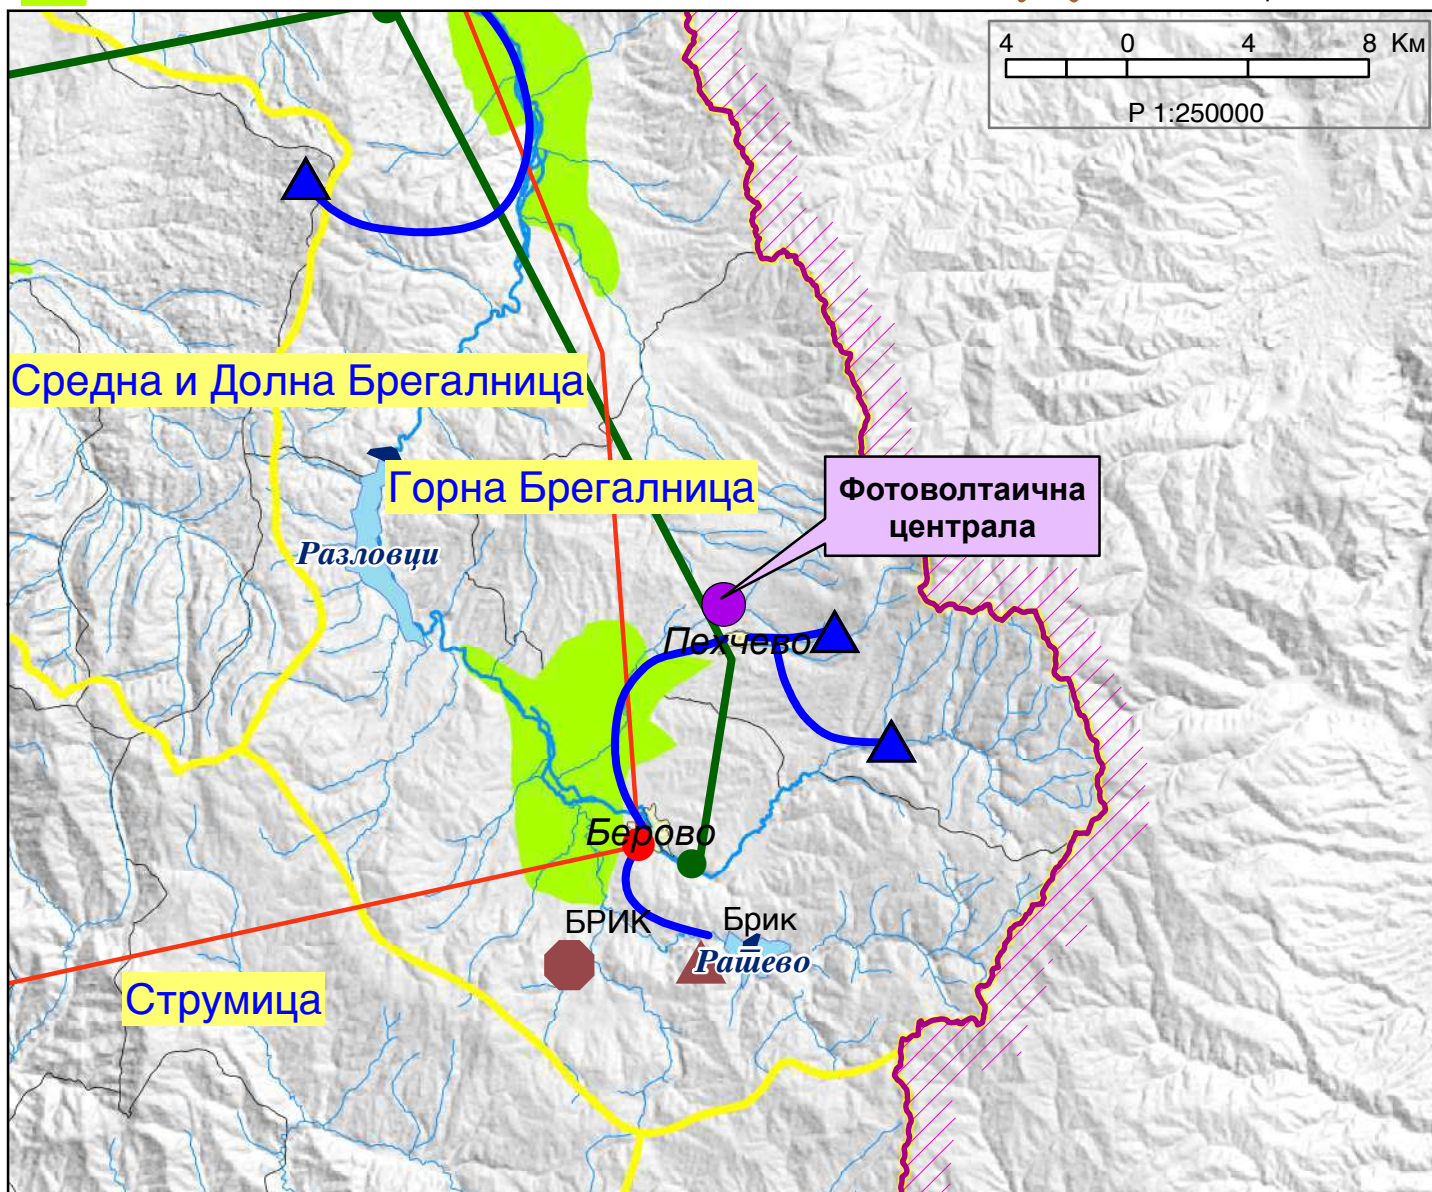 4 0 4 8 Км
Р 1:250000
Средна и Долна Брегалница
Горна Брегалница
Фотоволтаична
централа
Разловци
Пехчево
Берово
БРИК
Брик
Рашево
Струмица